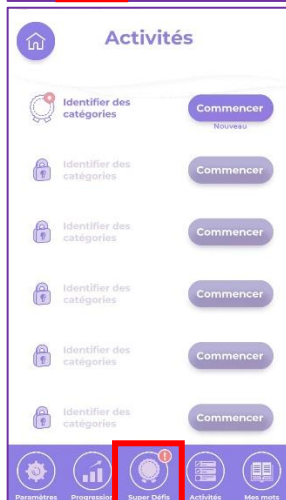 Activités
Identifier des
catégories
Commencer
Nouveau
Identifier des
catégories
Commencer
Identifier des
catégories
Commencer
Identifier des
catégories
Commencer
Identifier des
catégories
Commencer
Identifier des
catégories
Commencer
Paramètres Progression Super Défis Activités Mes mots